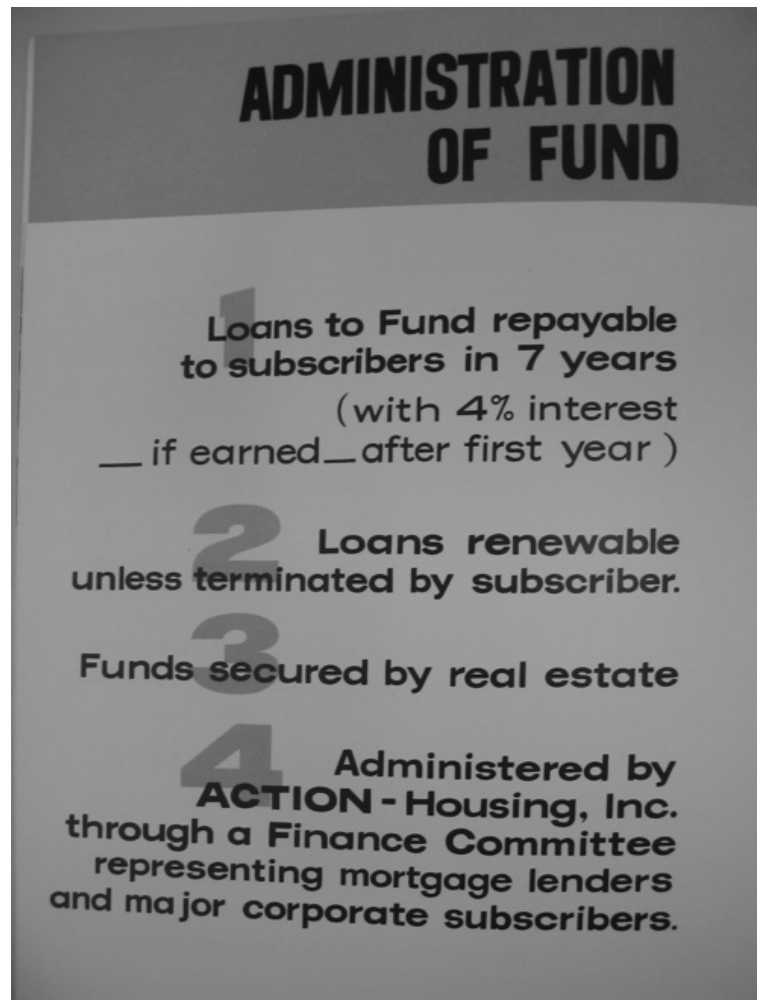 ADMINISTRATION
OF FUND
1
Loans to Fund repayable
to subscribers in 7 years
(with 4% interest
— if earned—after first year )
2
Loans renewable
unless terminated by subscriber.
3
Funds secured by real estate
4
Administered by
ACTION - Housing, Inc.
through a Finance Committee
representing mortgage lenders
and major corporate subscribers.